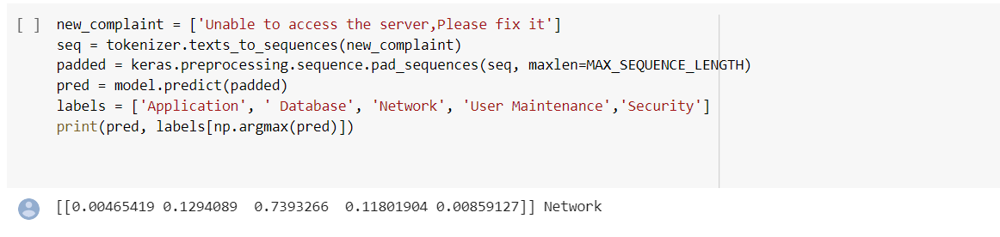 [ ] new_complaint = ['Unable to access the server,Please fix it']
seq = tokenizer.texts_to_sequences(new_complaint)
padded = keras.preprocessing.sequence.pad_sequences(seq, maxlen=MAX_SEQUENCE_LENGTH)
pred = model.predict(padded)
labels = ['Application', ' Database', 'Network', 'User Maintenance','Security']
print(pred, labels[np.argmax(pred)])
[[0.00465419 0.1294089  0.7393266  0.11801904 0.00859127]] Network